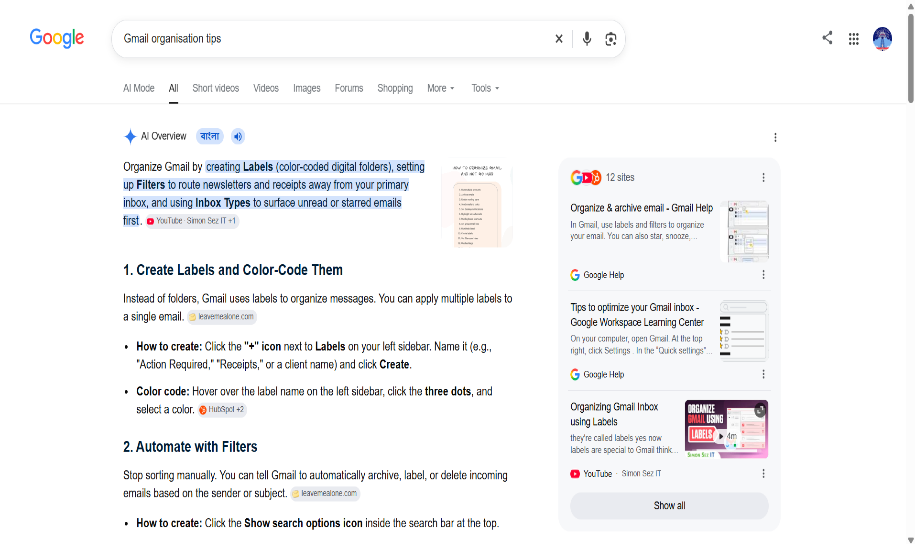 Google
Gmail organisation tips
AI Mode All Short videos Videos Images Forums Shopping More Tools
AI Overview বাংলা
Organize Gmail by creating Labels (color-coded digital folders), setting
up Filters to route newsletters and receipts away from your primary
inbox, and using Inbox Types to surface unread or starred emails
first. YouTube · Simon Sez IT +1
1. Create Labels and Color-Code Them
Instead of folders, Gmail uses labels to organize messages. You can apply multiple labels to
a single email. leavemealone.com
• How to create: Click the "+" icon next to Labels on your left sidebar. Name it (e.g.,
"Action Required," "Receipts," or a client name) and click Create.
• Color code: Hover over the label name on the left sidebar, click the three dots, and
select a color. HubSpot +2
2. Automate with Filters
Stop sorting manually. You can tell Gmail to automatically archive, label, or delete incoming
emails based on the sender or subject. leavemealone.com
• How to create: Click the Show search options icon inside the search bar at the top.
12 sites
Organize & archive email - Gmail Help
In Gmail, use labels and filters to organize
your email. You can also star, snooze, ...
Google Help
Tips to optimize your Gmail inbox -
Google Workspace Learning Center
On your computer, open Gmail. At the top
right, click Settings . In the "Quick settings"...
Google Help
Organizing Gmail Inbox
using Labels
they're called labels yes now
labels are special to Gmail think...
YouTube · Simon Sez IT
ORGANIZE
GMAIL USING
LABELS
4m
SIMON SEZ IT
Show all